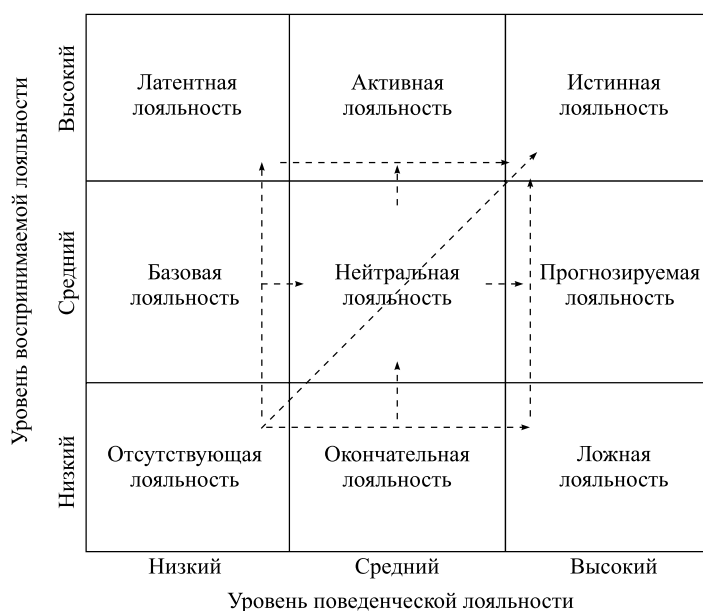 Уровень воспринимаемой лояльности
Высокий
Латентная
лояльность
Активная
лояльность
Истинная
лояльность
Средний
Базовая
лояльность
Нейтральная
лояльность
Прогнозируемая
лояльность
Низкий
Отсутствующая
лояльность
Окончательная
лояльность
Ложная
лояльность
Низкий
Средний
Высокий
Уровень поведенческой лояльности